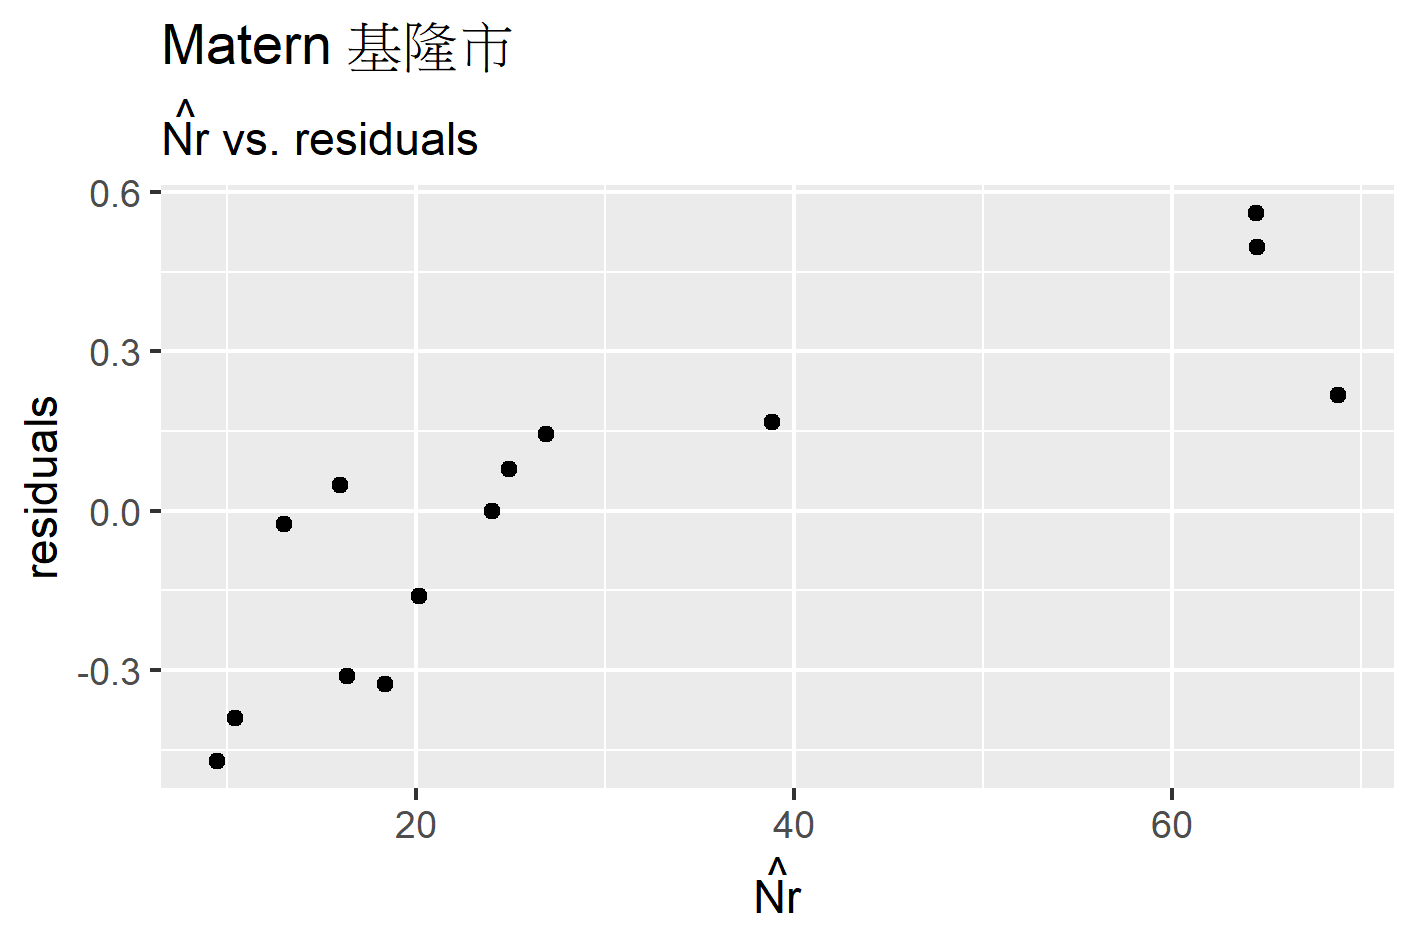 Matern 基隆市
N̂r vs. residuals
0.6
0.3
0.0
-0.3
residuals
20 40 60
N̂r